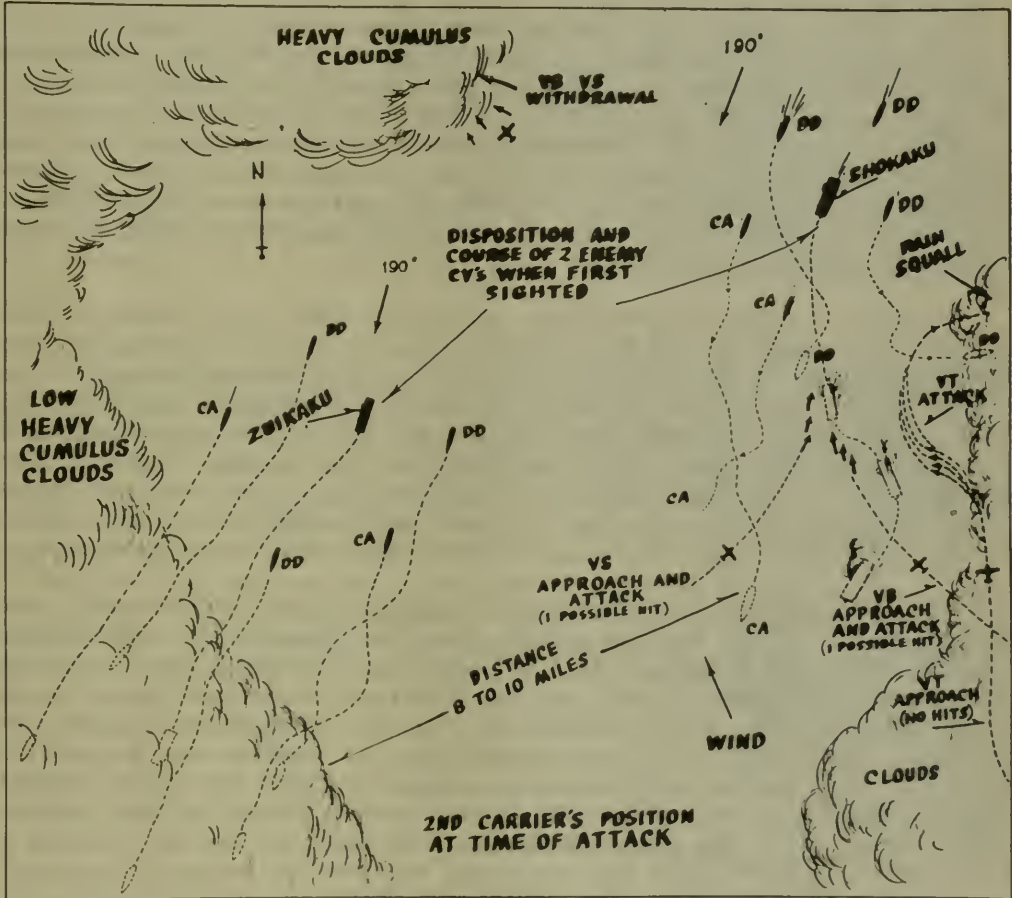 HEAVY CUMULUS
CLOUDS
VB VS
WITHDRAWAL
190°
DD
DD
SHOKAKU
N
CA
DD
RAIN
SQUALL
DISPOSITION AND
COURSE OF 2 ENEMY
CV'S WHEN FIRST
SIGHTED
190°
CA
DD
DD
DD
VT
ATTACK
LOW
HEAVY
CUMULUS
CLOUDS
CA
ZUIKAKU
DD
CA
CA
DD
VS
APPROACH AND
ATTACK
(1 POSSIBLE HIT)
VB
APPROACH
AND ATTACK
(1 POSSIBLE HIT)
CA
DISTANCE
8 TO 10 MILES
VT
APPROACH
(NO HITS)
WIND
CLOUDS
2ND CARRIER'S POSITION
AT TIME OF ATTACK